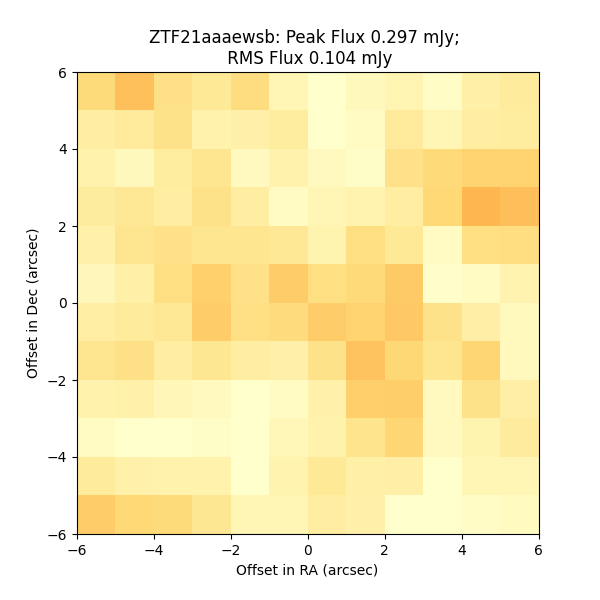 ZTF21aaaewsb: Peak Flux 0.297 mJy;
RMS Flux 0.104 mJy
6
4
2
0
−2
−4
−6
Offset in Dec (arcsec)
−6 −4 −2 0 2 4 6
Offset in RA (arcsec)